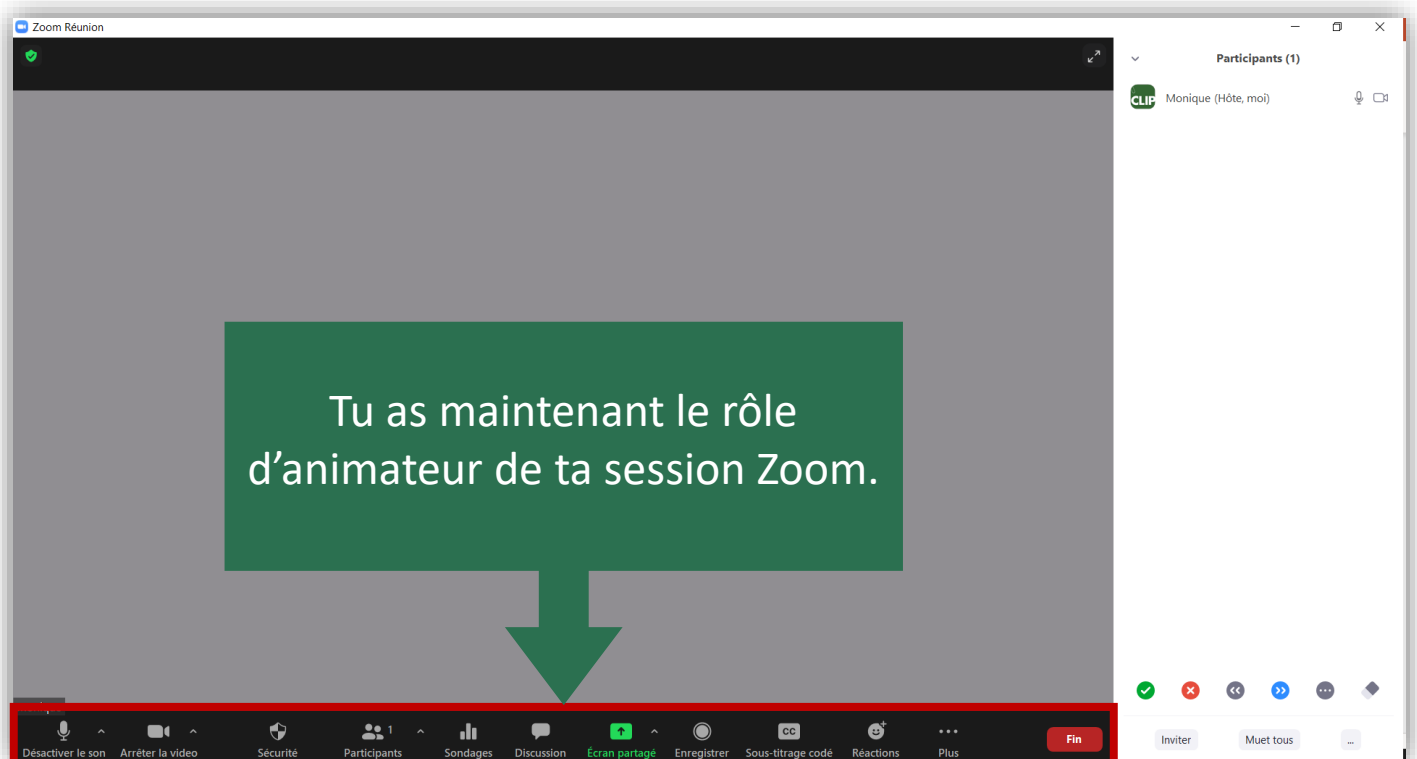 Zoom Réunion
Participants (1)
CLIP
Monique (Hôte, moi)
Tu as maintenant le rôle
d’animateur de ta session Zoom.
1
CC
Désactiver le son Arrêter la video Sécurité Participants Sondages Discussion Écran partagé Enregistrer Sous-titrage codé Réactions Plus Fin
Inviter Muet tous ...